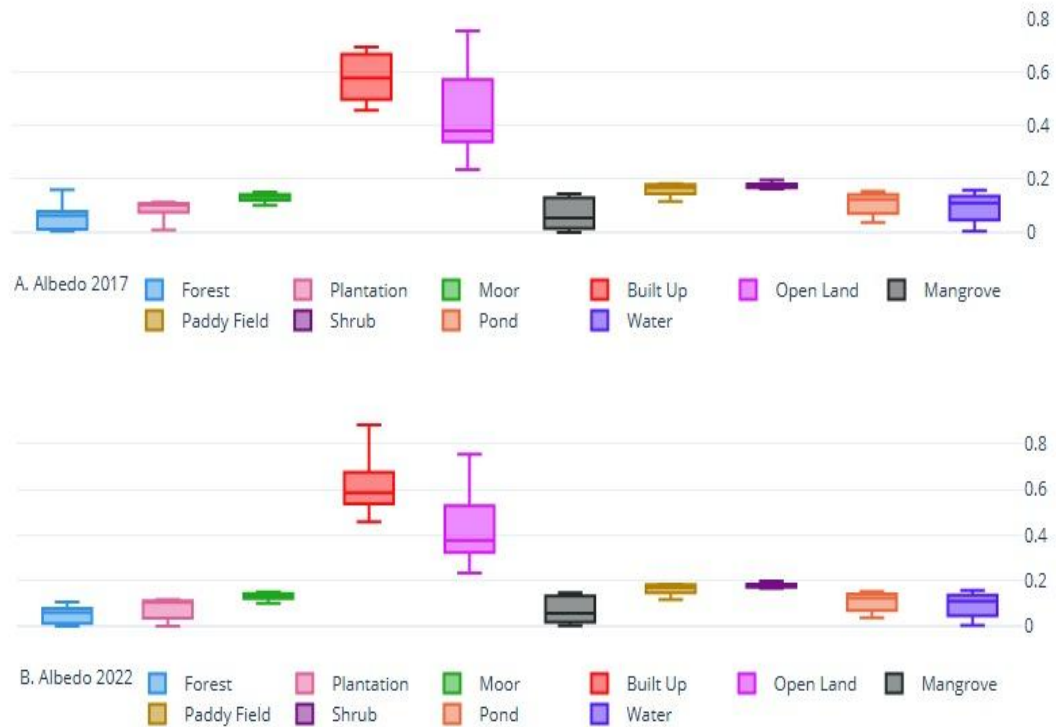 0.8
0.6
0.4
0.2
0
A. Albedo 2017 Forest Plantation Moor Built Up Open Land Mangrove
Paddy Field Shrub Pond Water
0.8
0.6
0.4
0.2
0
B. Albedo 2022 Forest Plantation Moor Built Up Open Land Mangrove
Paddy Field Shrub Pond Water